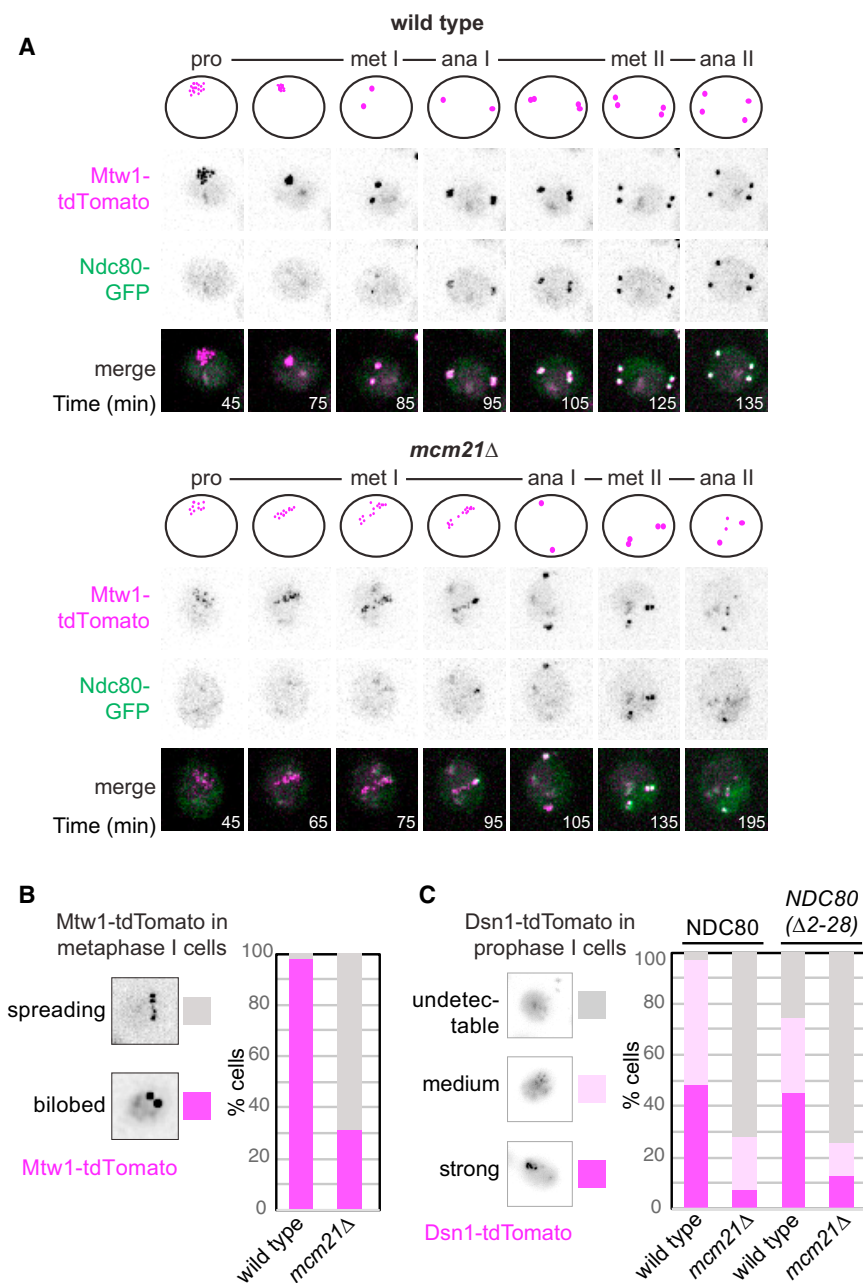 A
wild type
pro met I ana I met II ana II
Mtw1-
tdTomato
Ndc80-
GFP
merge
Time (min) 45 75 85 95 105 125 135
mcm21Δ
pro met I ana I met II ana II
Mtw1-
tdTomato
Ndc80-
GFP
merge
Time (min) 45 65 75 95 105 135 195
B
Mtw1-tdTomato in
metaphase I cells
spreading
bilobed
Mtw1-tdTomato
% cells
100
80
60
40
20
0
wild type
mcm21Δ
C
Dsn1-tdTomato in
prophase I cells
undetec-
table
medium
strong
Dsn1-tdTomato
NDC80
NDC80
(Δ2-28)
% cells
100
80
60
40
20
0
wild type
mcm21Δ
wild type
mcm21Δ